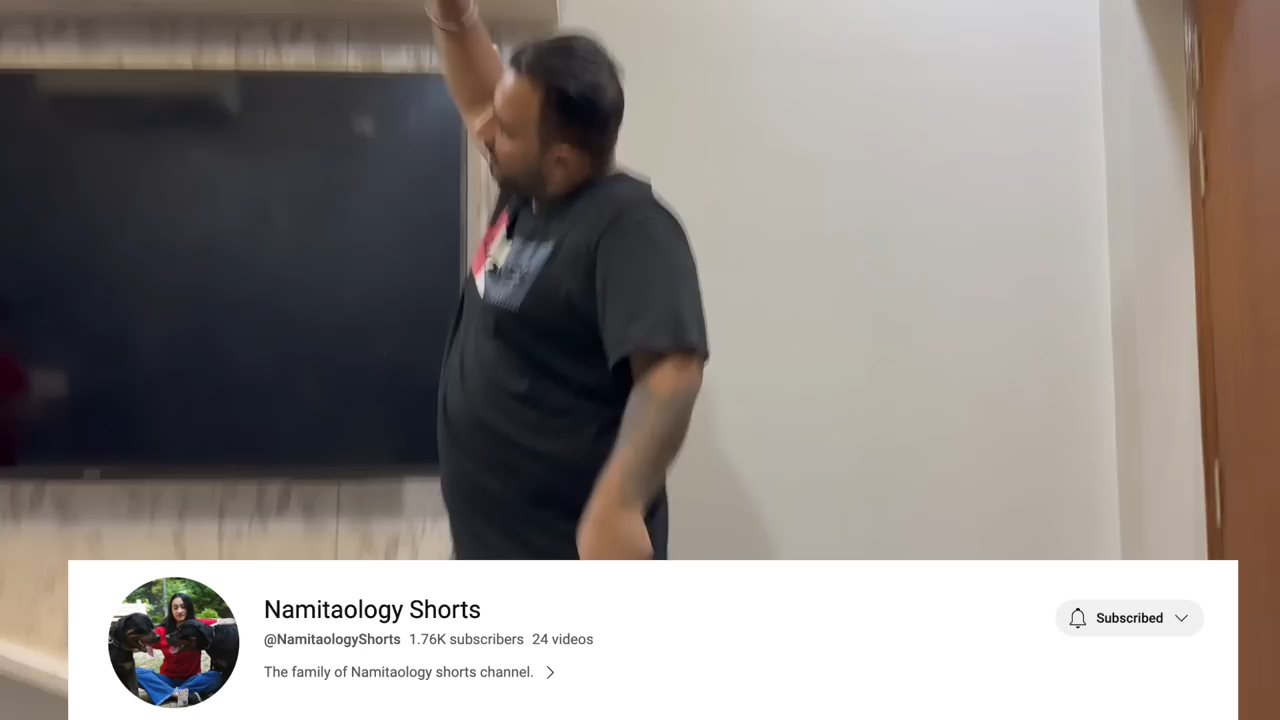 Namitaology Shorts
@NamitaologyShorts 1.76K subscribers 24 videos
The family of Namitaology shorts channel.
Subscribed